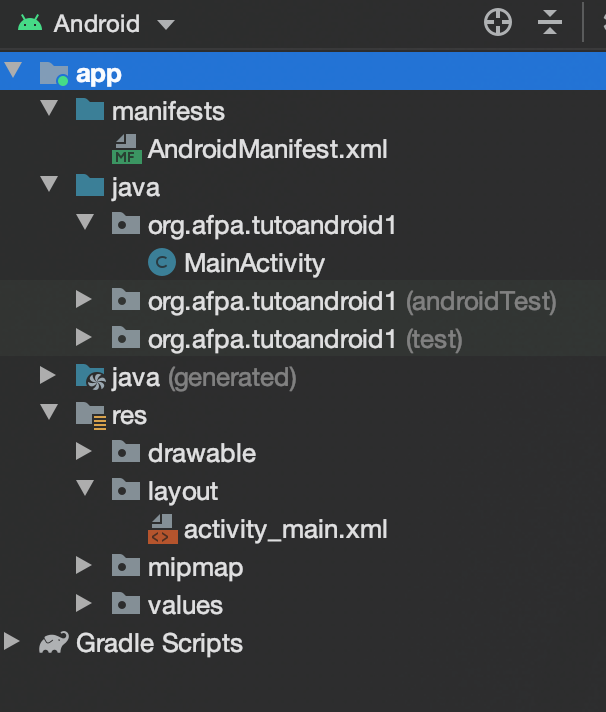 Android
app
manifests
MF AndroidManifest.xml
java
org.afpa.tutoandroid1
C MainActivity
org.afpa.tutoandroid1 (androidTest)
org.afpa.tutoandroid1 (test)
java (generated)
res
drawable
layout
<> activity_main.xml
mipmap
values
Gradle Scripts